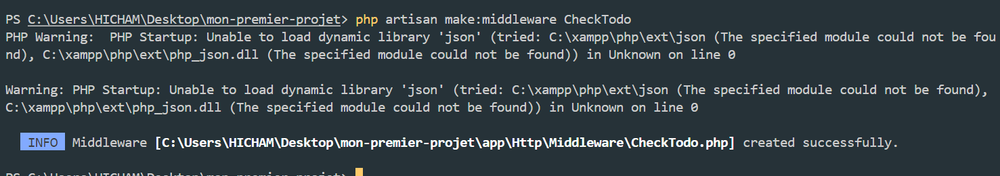 PS C:\Users\HICHAM\Desktop\mon-premier-projet> php artisan make:middleware CheckTodo
PHP Warning:  PHP Startup: Unable to load dynamic library 'json' (tried: C:\xampp\php\ext\json (The specified module could not be fou
nd), C:\xampp\php\ext\php_json.dll (The specified module could not be found)) in Unknown on line 0
Warning: PHP Startup: Unable to load dynamic library 'json' (tried: C:\xampp\php\ext\json (The specified module could not be found),
C:\xampp\php\ext\php_json.dll (The specified module could not be found)) in Unknown on line 0
INFO  Middleware [C:\Users\HICHAM\Desktop\mon-premier-projet\app\Http\Middleware\CheckTodo.php] created successfully.
PS C:\Users\HICHAM\Desktop\mon-premier-projet>